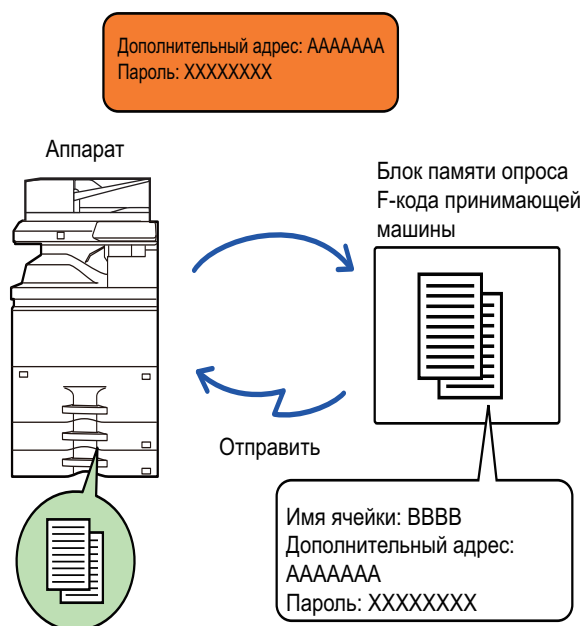 Дополнительный адрес: AAAAAAA
Пароль: XXXXXXXX
Аппарат
Блок памяти опроса
F-кода принимающей
машины
Отправить
Имя ячейки: BBBB
Дополнительный адрес:
AAAAAAA
Пароль: XXXXXXXX